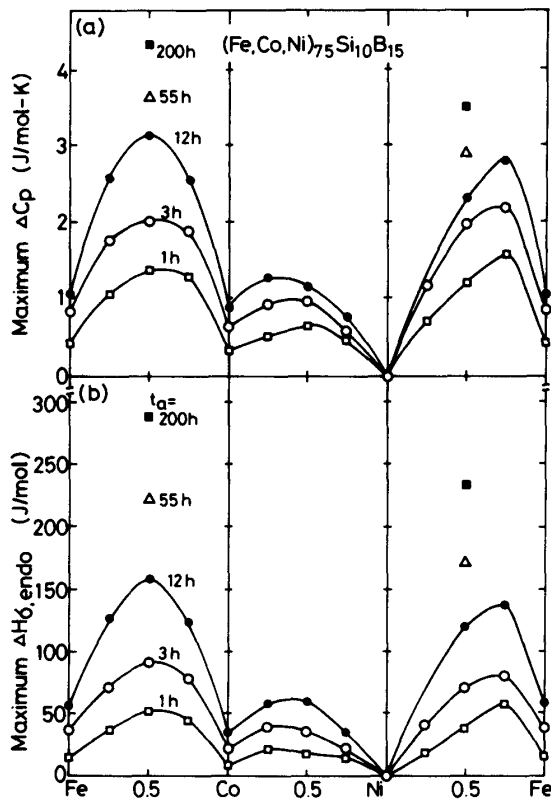 (a)
(Fe,Co,Ni)75Si10B15
200h
55h
12h
3h
1h
Maximum ΔCp (J/mol-K)
4
3
2
1
0
(b)
ta=
200h
55h
12h
3h
1h
Maximum ΔHσ,endo (J/mol)
300
250
200
150
100
50
0
Fe 0.5 Co 0.5 Ni 0.5 Fe